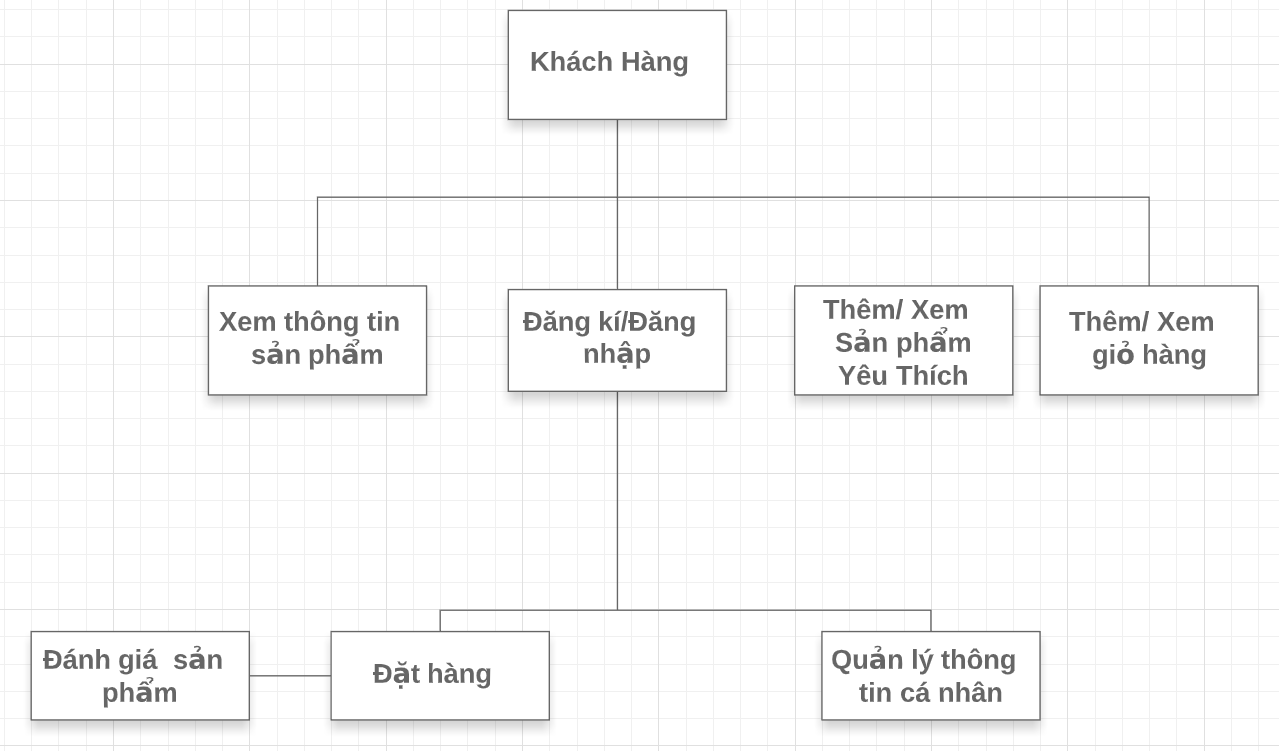 Khách Hàng
Xem thông tin
sản phẩm
Đăng kí/Đăng
nhập
Thêm/ Xem
Sản phẩm
Yêu Thích
Thêm/ Xem
giỏ hàng
Đánh giá  sản
phẩm
Đặt hàng
Quản lý thông
tin cá nhân